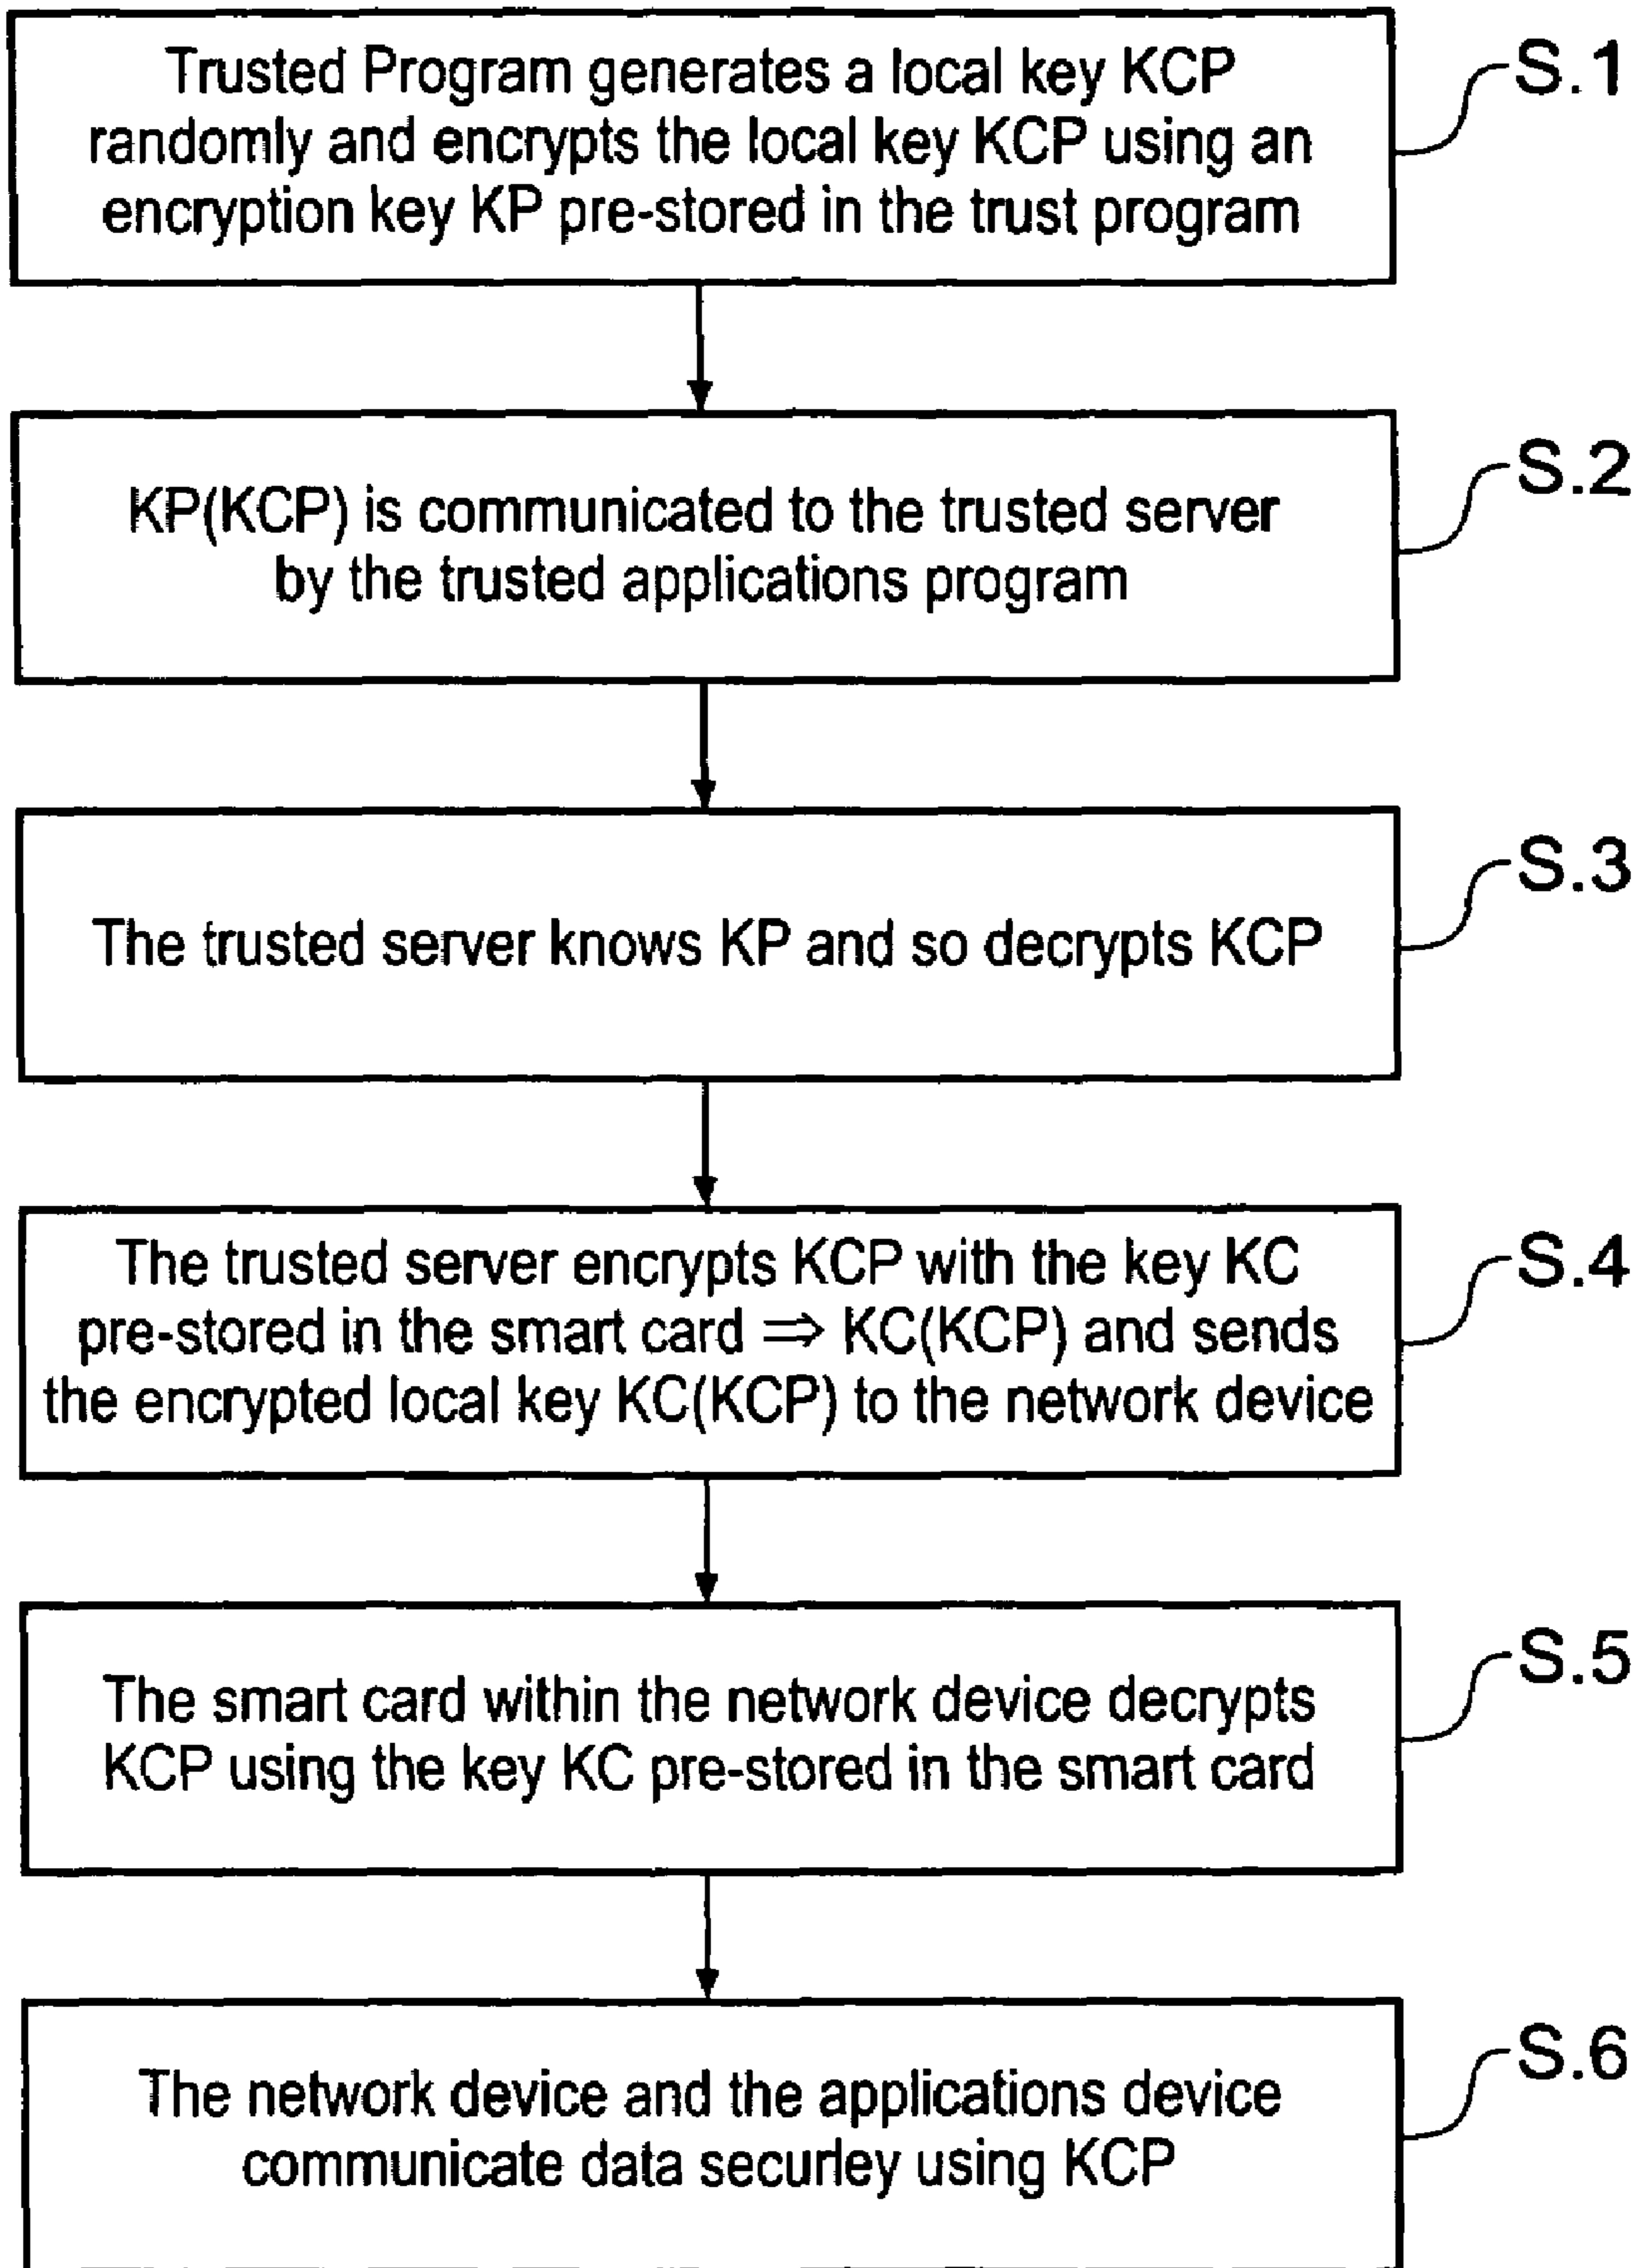 Trusted Program generates a local key KCP
randomly and encrypts the local key KCP using an
encryption key KP pre-stored in the trust program
S.1
KP(KCP) is communicated to the trusted server
by the trusted applications program
S.2
The trusted server knows KP and so decrypts KCP
S.3
The trusted server encrypts KCP with the key KC
pre-stored in the smart card ⇒ KC(KCP) and sends
the encrypted local key KC(KCP) to the network device
S.4
The smart card within the network device decrypts
KCP using the key KC pre-stored in the smart card
S.5
The network device and the applications device
communicate data securley using KCP
S.6